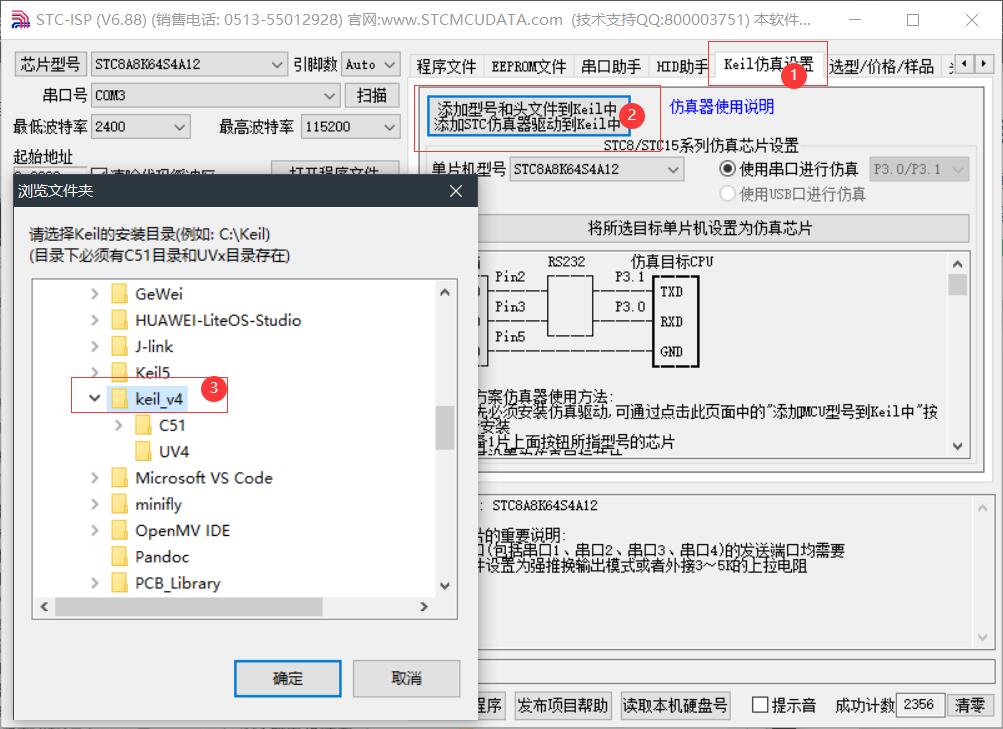 STC-ISP (V6.88) (销售电话: 0513-55012928) 官网:www.STCMCUDATA.com (技术支持QQ:800003751) 本软件...
芯片型号 STC8A8K64S4A12 引脚数 Auto
串口号 COM3 扫描
最低波特率 2400 最高波特率 115200
起始地址
打开程序文件
程序文件 EEPROM文件 串口助手 HID助手 Keil仿真设置 选型/价格/样品
1
添加型号和头文件到Keil中
添加STC仿真器驱动到Keil中
2
仿真器使用说明
STC8/STC15系列仿真芯片设置
单片机型号 STC8A8K64S4A12 使用串口进行仿真 P3.0/P3.1
使用USB口进行仿真
将所选目标单片机设置为仿真芯片
RS232 仿真目标CPU
Pin2 P3.1 TXD
Pin3 P3.0 RXD
Pin5 GND
方案仿真器使用方法:
先必须安装仿真驱动,可通过点击此页面中的"添加MCU型号到Keil中"按
安装
备1片上面按钮所指型号的芯片
: STC8A8K64S4A12
片的重要说明:
口(包括串口1、串口2、串口3、串口4)的发送端口均需要
件设置为强推挽输出模式或者外接3~5K的上拉电阻
程序 发布项目帮助 读取本机硬盘号 提示音 成功计数 2356 清零
浏览文件夹
请选择Keil的安装目录(例如: C:\Keil)
(目录下必须有C51目录和UVx目录存在)
GeWei
HUAWEI-LiteOS-Studio
J-link
Keil5
keil_v4
3
C51
UV4
Microsoft VS Code
minifly
OpenMV IDE
Pandoc
PCB_Library
确定 取消